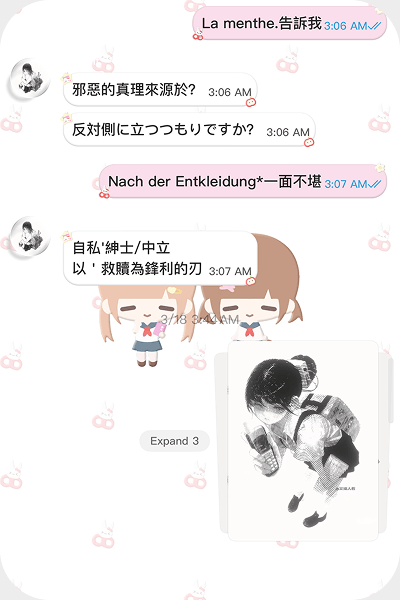 La menthe.告訴我 3:06 AM
邪惡的真理來源於? 3:06 AM
反対側に立つつもりですか? 3:06 AM
Nach der Entkleidung*一面不堪 3:07 AM
自私'紳士/中立
以＇救贖為鋒利的刃 3:07 AM
3/18 3:44 AM
Expand 3